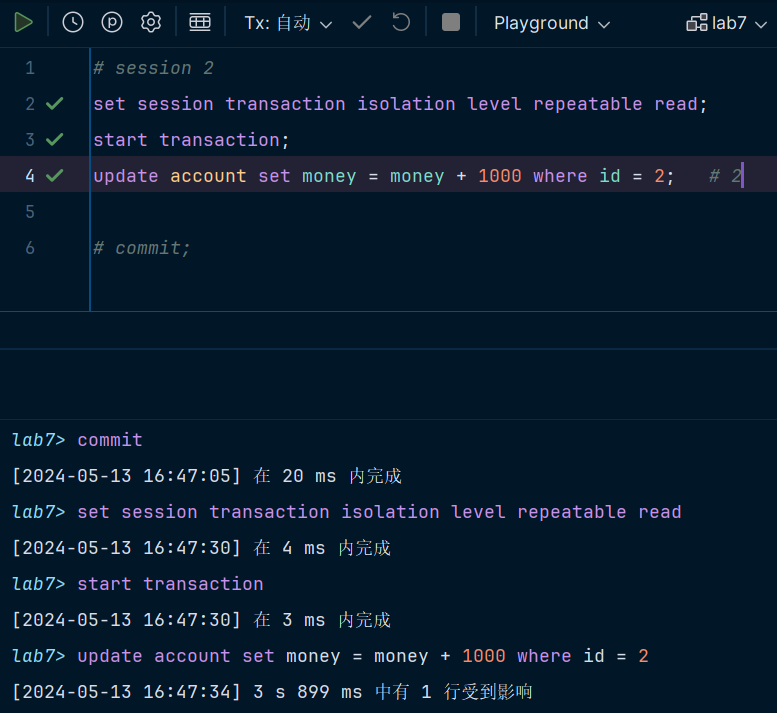 Tx: 自动 Playground lab7
1 # session 2
2 set session transaction isolation level repeatable read;
3 start transaction;
4 update account set money = money + 1000 where id = 2;   # 2
5
6 # commit;
lab7> commit
[2024-05-13 16:47:05] 在 20 ms 内完成
lab7> set session transaction isolation level repeatable read
[2024-05-13 16:47:30] 在 4 ms 内完成
lab7> start transaction
[2024-05-13 16:47:30] 在 3 ms 内完成
lab7> update account set money = money + 1000 where id = 2
[2024-05-13 16:47:34] 3 s 899 ms 中有 1 行受到影响